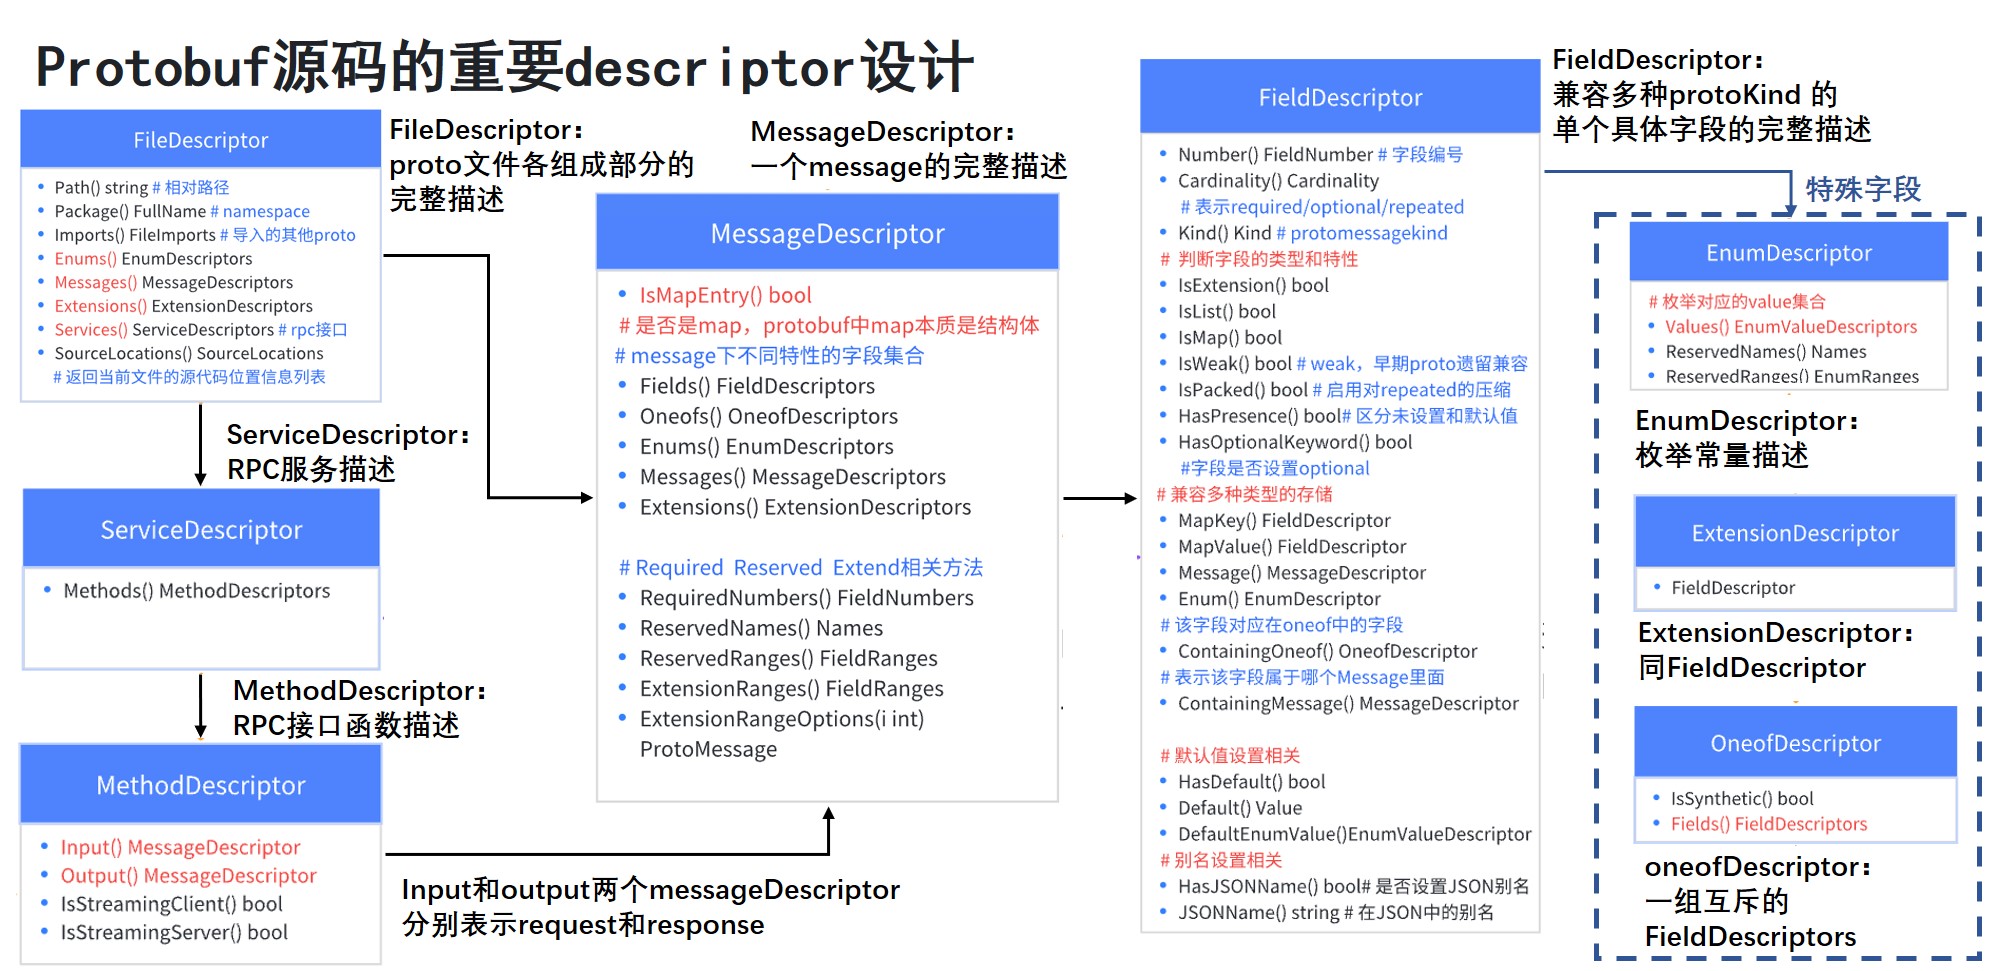 Protobuf源码的重要descriptor设计
FileDescriptor
Path() string # 相对路径
Package() FullName # namespace
Imports() FileImports # 导入的其他proto
Enums() EnumDescriptors
Messages() MessageDescriptors
Extensions() ExtensionDescriptors
Services() ServiceDescriptors # rpc接口
SourceLocations() SourceLocations
# 返回当前文件的源代码位置信息列表
FileDescriptor：
proto文件各组成部分的
完整描述
ServiceDescriptor：
RPC服务描述
ServiceDescriptor
Methods() MethodDescriptors
MethodDescriptor：
RPC接口函数描述
MethodDescriptor
Input() MessageDescriptor
Output() MessageDescriptor
IsStreamingClient() bool
IsStreamingServer() bool
Input和output两个messageDescriptor
分别表示request和response
MessageDescriptor：
一个message的完整描述
MessageDescriptor
IsMapEntry() bool
# 是否是map，protobuf中map本质是结构体
# message下不同特性的字段集合
Fields() FieldDescriptors
Oneofs() OneofDescriptors
Enums() EnumDescriptors
Messages() MessageDescriptors
Extensions() ExtensionDescriptors
# Required Reserved Extend相关方法
RequiredNumbers() FieldNumbers
ReservedNames() Names
ReservedRanges() FieldRanges
ExtensionRanges() FieldRanges
ExtensionRangeOptions(i int)
ProtoMessage
FieldDescriptor
Number() FieldNumber # 字段编号
Cardinality() Cardinality
# 表示required/optional/repeated
Kind() Kind # protomessagekind
# 判断字段的类型和特性
IsExtension() bool
IsList() bool
IsMap() bool
IsWeak() bool # weak，早期proto遗留兼容
IsPacked() bool # 启用对repeated的压缩
HasPresence() bool# 区分未设置和默认值
HasOptionalKeyword() bool
#字段是否设置optional
# 兼容多种类型的存储
MapKey() FieldDescriptor
MapValue() FieldDescriptor
Message() MessageDescriptor
Enum() EnumDescriptor
# 该字段对应在oneof中的字段
ContainingOneof() OneofDescriptor
# 表示该字段属于哪个Message里面
ContainingMessage() MessageDescriptor
# 默认值设置相关
HasDefault() bool
Default() Value
DefaultEnumValue()EnumValueDescriptor
# 别名设置相关
HasJSONName() bool# 是否设置JSON别名
JSONName() string # 在JSON中的别名
FieldDescriptor：
兼容多种protoKind 的
单个具体字段的完整描述
特殊字段
EnumDescriptor
# 枚举对应的value集合
Values() EnumValueDescriptors
ReservedNames() Names
ReservedRanges() EnumRanges
EnumDescriptor：
枚举常量描述
ExtensionDescriptor
FieldDescriptor
ExtensionDescriptor：
同FieldDescriptor
OneofDescriptor
IsSynthetic() bool
Fields() FieldDescriptors
oneofDescriptor：
一组互斥的
FieldDescriptors